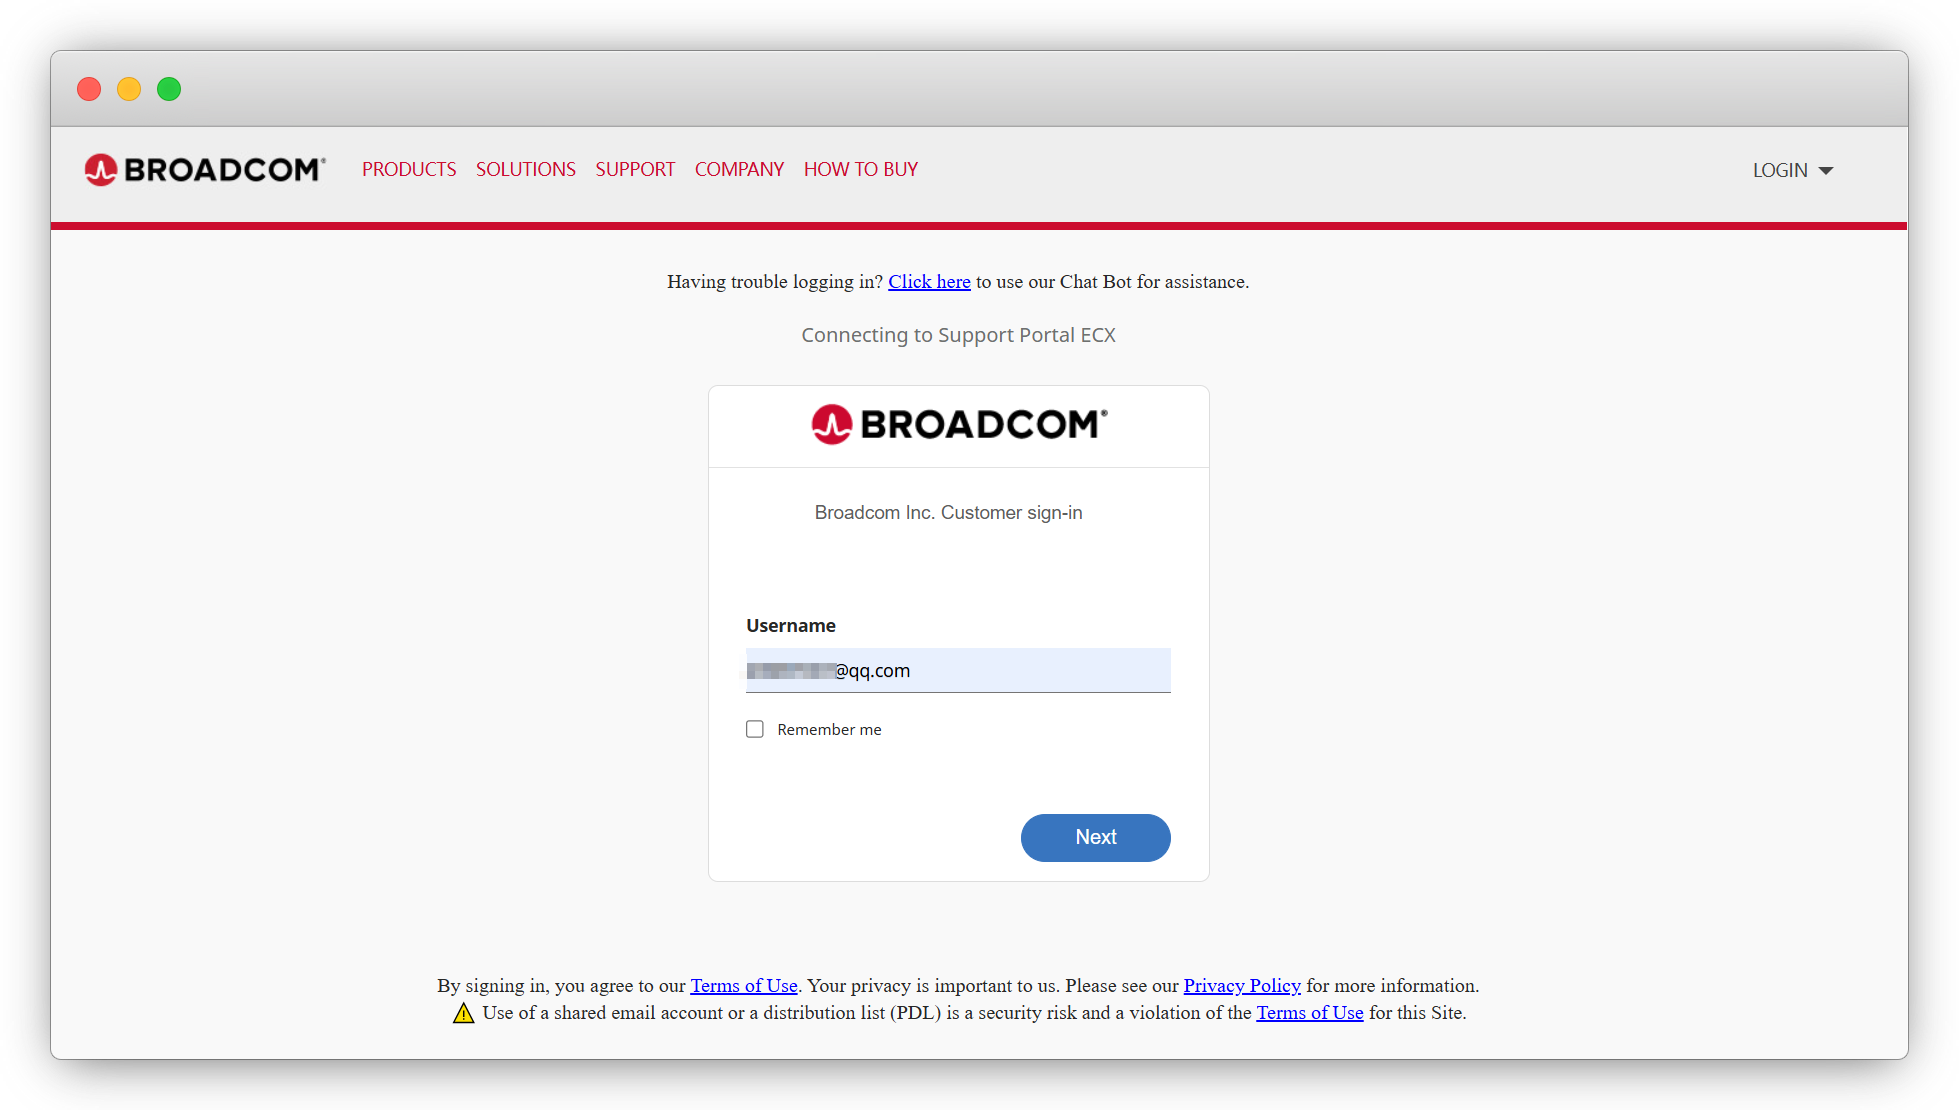 BROADCOM®
PRODUCTS SOLUTIONS SUPPORT COMPANY HOW TO BUY
LOGIN
Having trouble logging in? Click here to use our Chat Bot for assistance.
Connecting to Support Portal ECX
BROADCOM®
Broadcom Inc. Customer sign-in
Username
@qq.com
Remember me
Next
By signing in, you agree to our Terms of Use. Your privacy is important to us. Please see our Privacy Policy for more information.
Use of a shared email account or a distribution list (PDL) is a security risk and a violation of the Terms of Use for this Site.